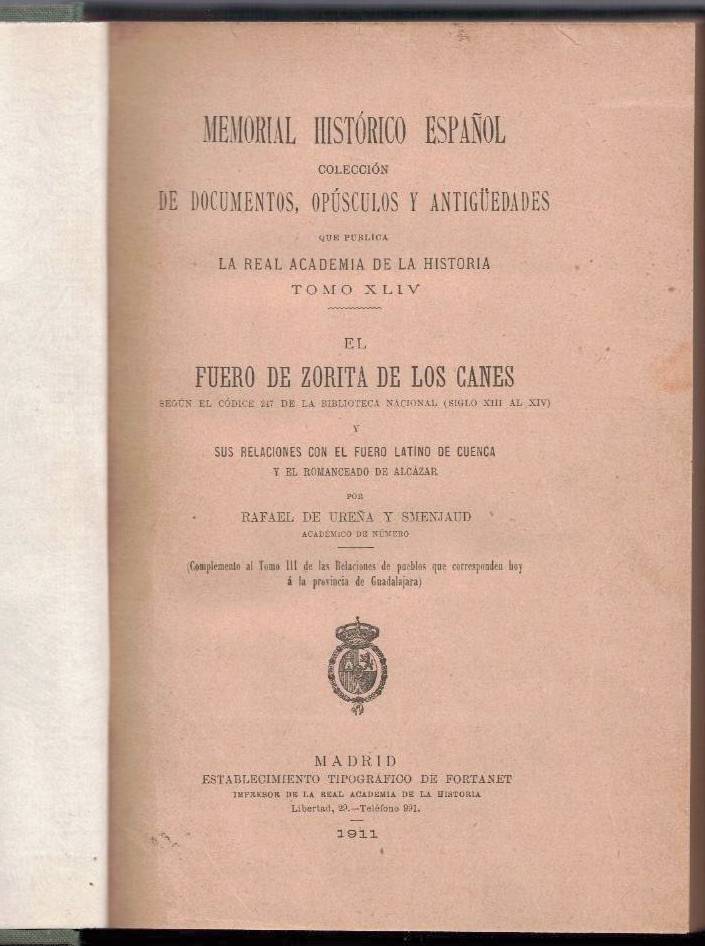 MEMORIAL HISTÓRICO ESPAÑOL
COLECCIÓN
DE DOCUMENTOS, OPÚSCULOS Y ANTIGÜEDADES
QUE PUBLICA
LA REAL ACADEMIA DE LA HISTORIA
TOMO XLIV
EL
FUERO DE ZORITA DE LOS CANES
SEGÚN EL CÓDICE 247 DE LA BIBLIOTECA NACIONAL (SIGLO XIII AL XIV)
Y
SUS RELACIONES CON EL FUERO LATINO DE CUENCA
Y EL ROMANCEADO DE ALCÁZAR
POR
RAFAEL DE UREÑA Y SMENJAUD
ACADÉMICO DE NÚMERO
(Complemento al Tomo III de las Relaciones de pueblos que corresponden hoy
á la provincia de Guadalajara)
MADRID
ESTABLECIMIENTO TIPOGRÁFICO DE FORTANET
IMPRESOR DE LA REAL ACADEMIA DE LA HISTORIA
Libertad, 29.—Teléfono 991.
1911